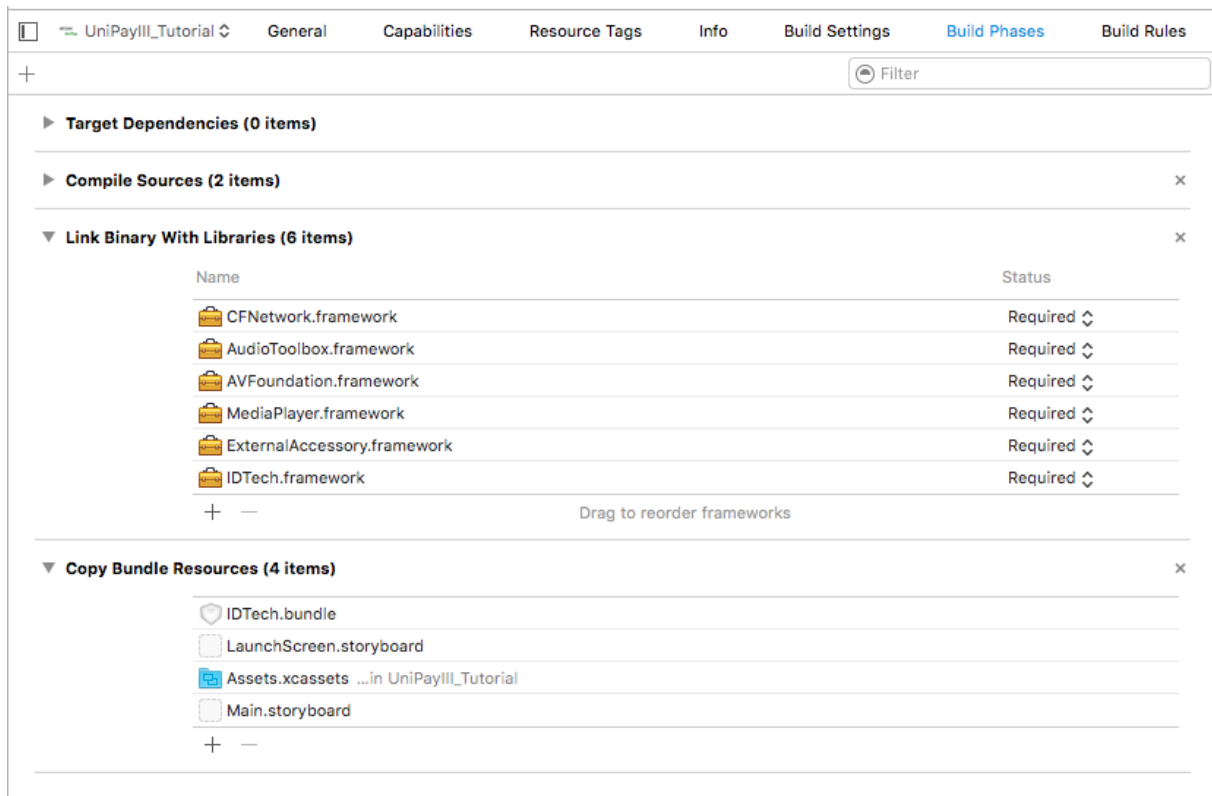 UniPayIII_Tutorial General Capabilities Resource Tags Info Build Settings Build Phases Build Rules
Filter
Target Dependencies (0 items)
Compile Sources (2 items)
Link Binary With Libraries (6 items)
Name Status
CFNetwork.framework Required
AudioToolbox.framework Required
AVFoundation.framework Required
MediaPlayer.framework Required
ExternalAccessory.framework Required
IDTech.framework Required
Drag to reorder frameworks
Copy Bundle Resources (4 items)
IDTech.bundle
LaunchScreen.storyboard
Assets.xcassets ...in UniPayIII_Tutorial
Main.storyboard